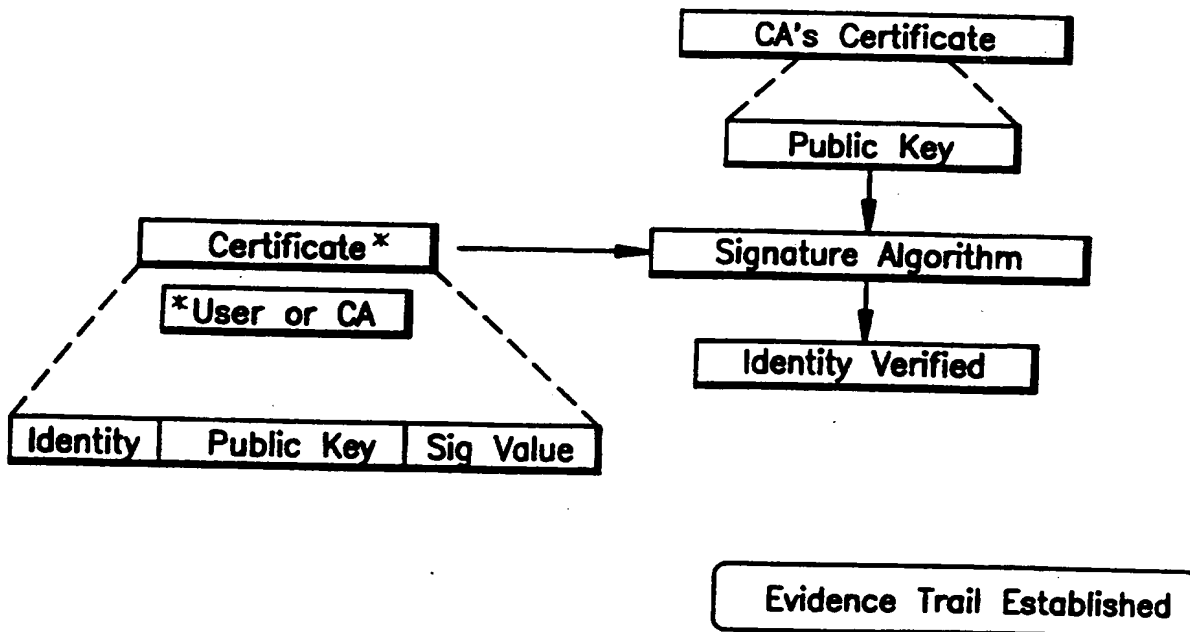 CA's Certificate
Public Key
Certificate*
Signature Algorithm
*User or CA
Identity Verified
Identity Public Key Sig Value
Evidence Trail Established